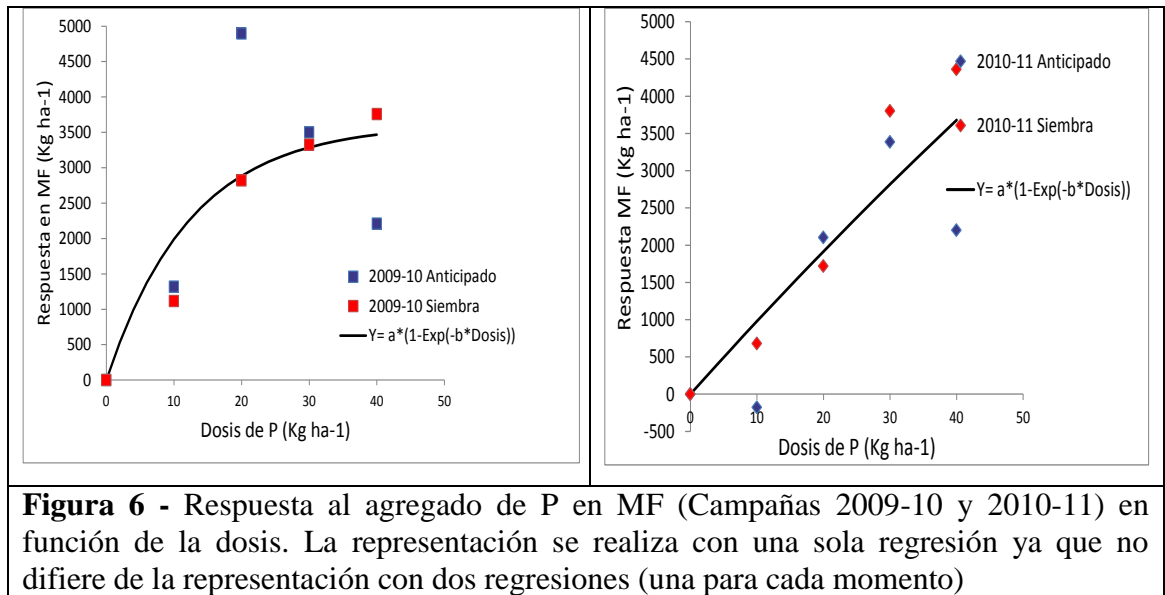 5000
4500
4000
3500
3000
2500
2000
1500
1000
500
0
Respuesta en MF (Kg ha-1)
2009-10 Anticipado
2009-10 Siembra
Y= a*(1-Exp(-b*Dosis))
0 10 20 30 40 50
Dosis de P (Kg ha-1)
5000
4500
4000
3500
3000
2500
2000
1500
1000
500
0
-500
Respuesta MF (Kg ha-1)
2010-11 Anticipado
2010-11 Siembra
Y= a*(1-Exp(-b*Dosis))
0 10 20 30 40 50
Dosis de P (Kg ha-1)
Figura 6 - Respuesta al agregado de P en MF (Campañas 2009-10 y 2010-11) en
función de la dosis. La representación se realiza con una sola regresión ya que no
difiere de la representación con dos regresiones (una para cada momento)